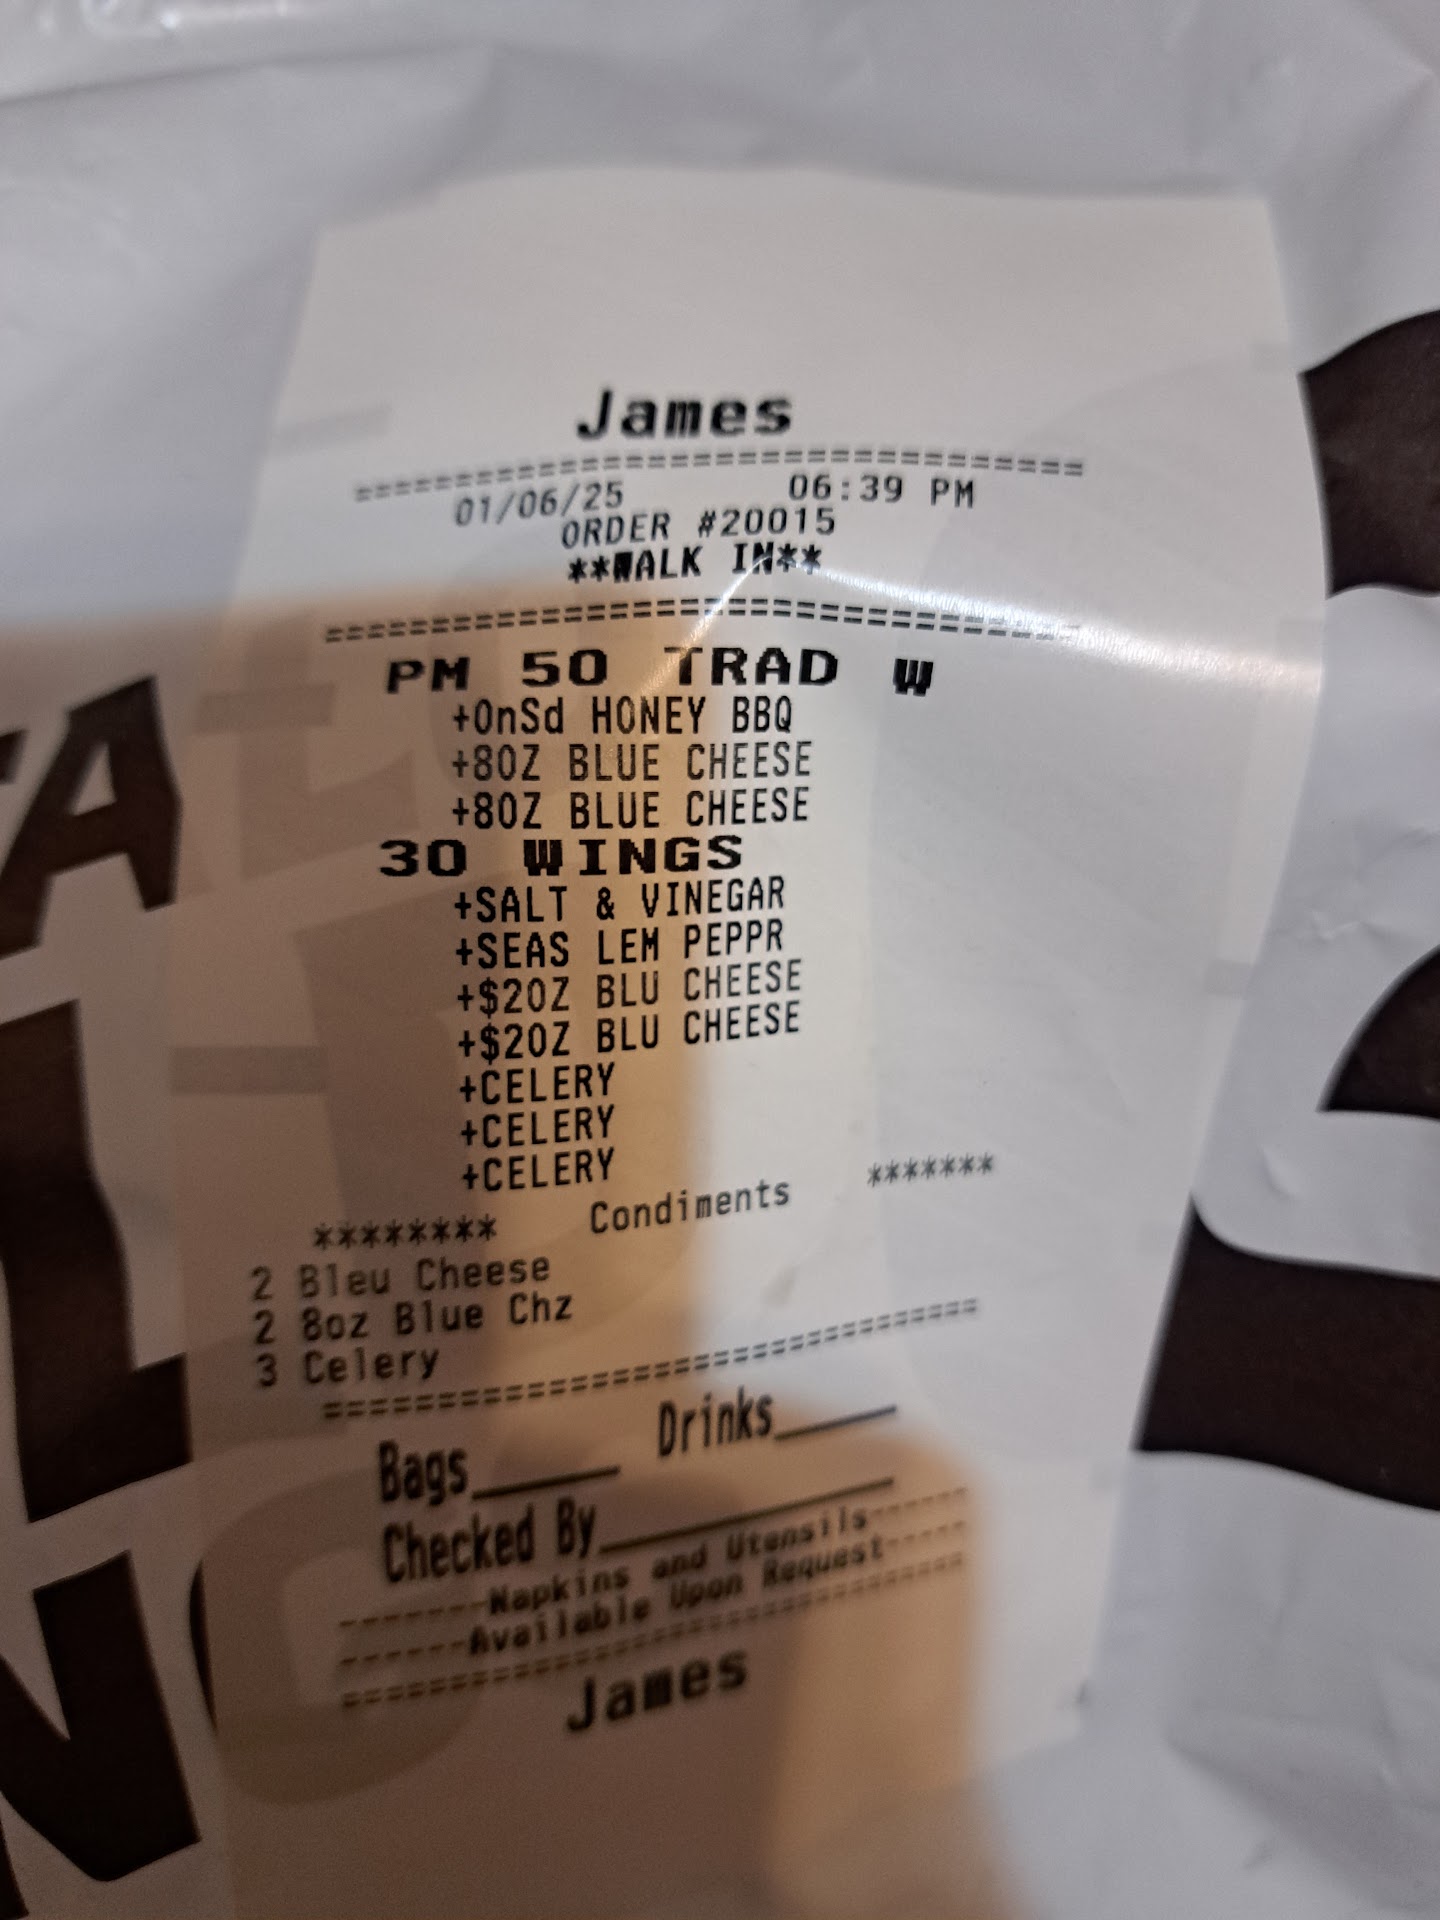 James
==================================
01/06/25 06:39 PM
ORDER #20015
**WALK IN**
==================================
PM 50 TRAD W
+OnSd HONEY BBQ
+8OZ BLUE CHEESE
+8OZ BLUE CHEESE
30 WINGS
+SALT & VINEGAR
+SEAS LEM PEPPR
+$2OZ BLU CHEESE
+$2OZ BLU CHEESE
+CELERY
+CELERY
+CELERY
******** Condiments *******
2 Bleu Cheese
2 8oz Blue Chz
3 Celery
==================================
Bags_____ Drinks_____
Checked By__________
-------Napkins and Utensils------
------Available Upon Request-----
==================================
James